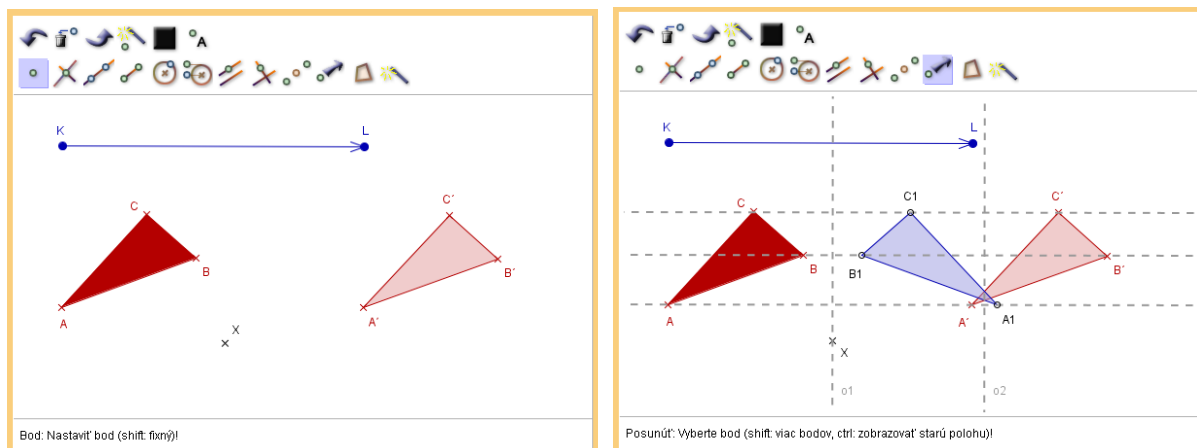 A
K
L
C
C´
B
B´
A
A´
X
Bod: Nastaviť bod (shift: fixný)!
A
K
L
C
C1
C´
B
B1
B´
A
A´
A1
X
o1
o2
Posunúť: Vyberte bod (shift: viac bodov, ctrl: zobrazovať starú polohu)!